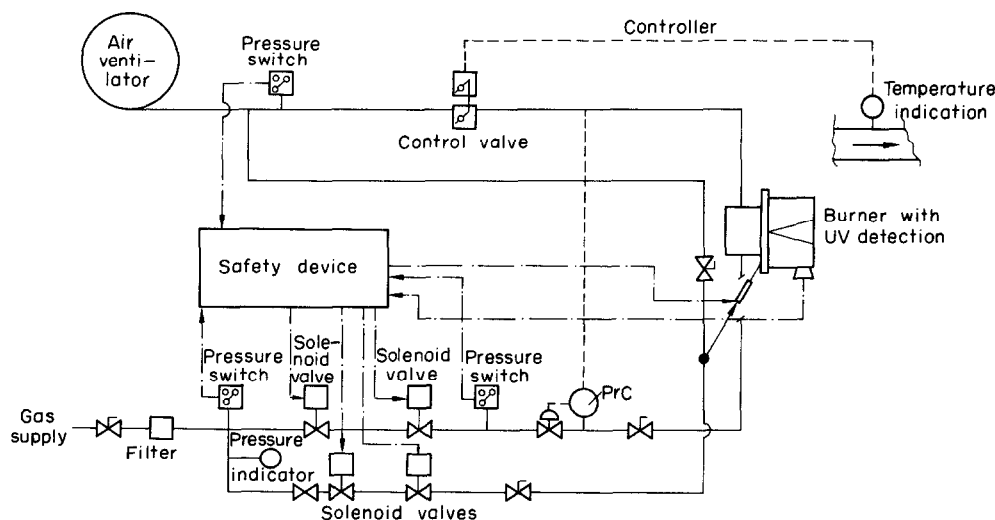 Air
venti-
lator
Pressure
switch
Controller
Temperature
indication
Control valve
Burner with
UV detection
Safety device
Pressure
switch
Sole-
noid
valve
Solenoid
valve
Pressure
switch
PrC
Gas
supply
Filter
Pressure
indicator
Solenoid valves